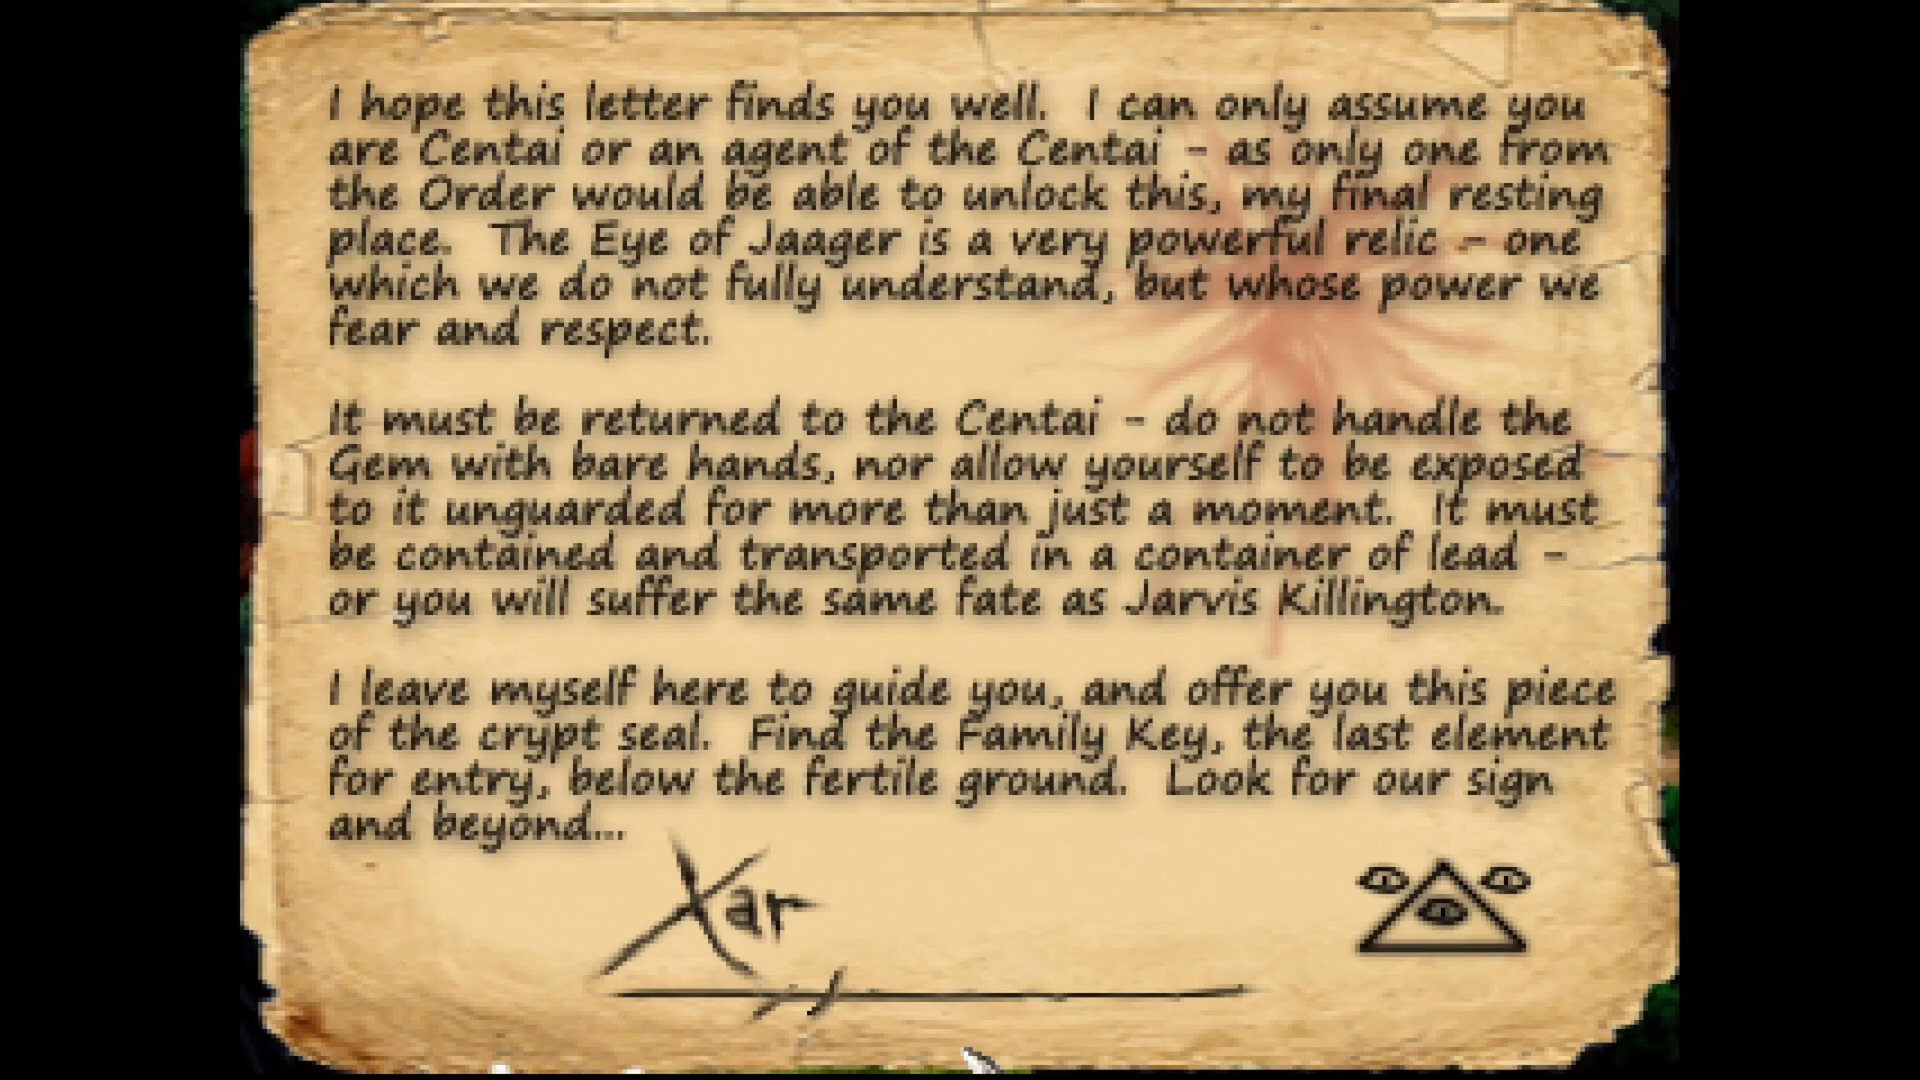 I hope this letter finds you well.  I can only assume you
are Centai or an agent of the Centai - as only one from
the Order would be able to unlock this, my final resting
place.  The Eye of Jaager is a very powerful relic - one
which we do not fully understand, but whose power we
fear and respect.
It must be returned to the Centai - do not handle the
Gem with bare hands, nor allow yourself to be exposed
to it unguarded for more than just a moment.  It must
be contained and transported in a container of lead -
or you will suffer the same fate as Jarvis Killington.
I leave myself here to guide you, and offer you this piece
of the crypt seal.  Find the Family Key, the last element
for entry, below the fertile ground.  Look for our sign
and beyond...
Xar